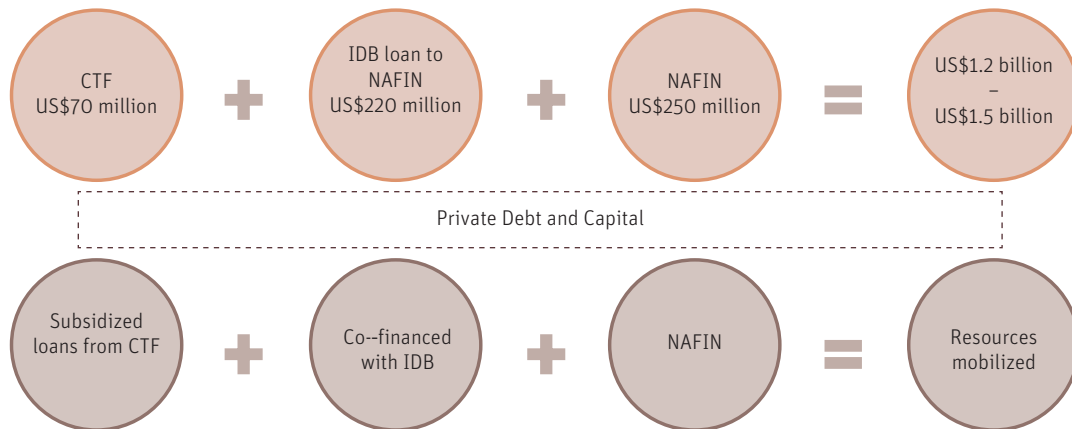 CTF
US$70 million
IDB loan to
NAFIN
US$220 million
NAFIN
US$250 million
US$1.2 billion
–
US$1.5 billion
Private Debt and Capital
Subsidized
loans from CTF
Co--financed
with IDB
NAFIN
Resources
mobilized